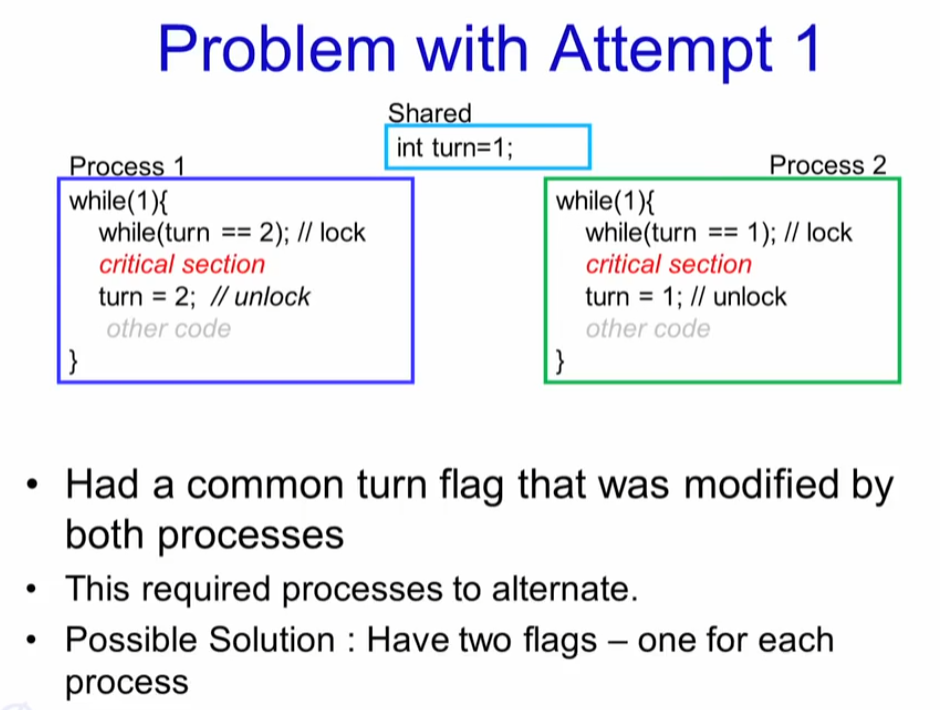 Problem with Attempt 1
Shared
int turn=1;
Process 1
while(1){
while(turn == 2); // lock
critical section
turn = 2; // unlock
other code
}
Process 2
while(1){
while(turn == 1); // lock
critical section
turn = 1; // unlock
other code
}
• Had a common turn flag that was modified by
both processes
• This required processes to alternate.
• Possible Solution : Have two flags – one for each
process